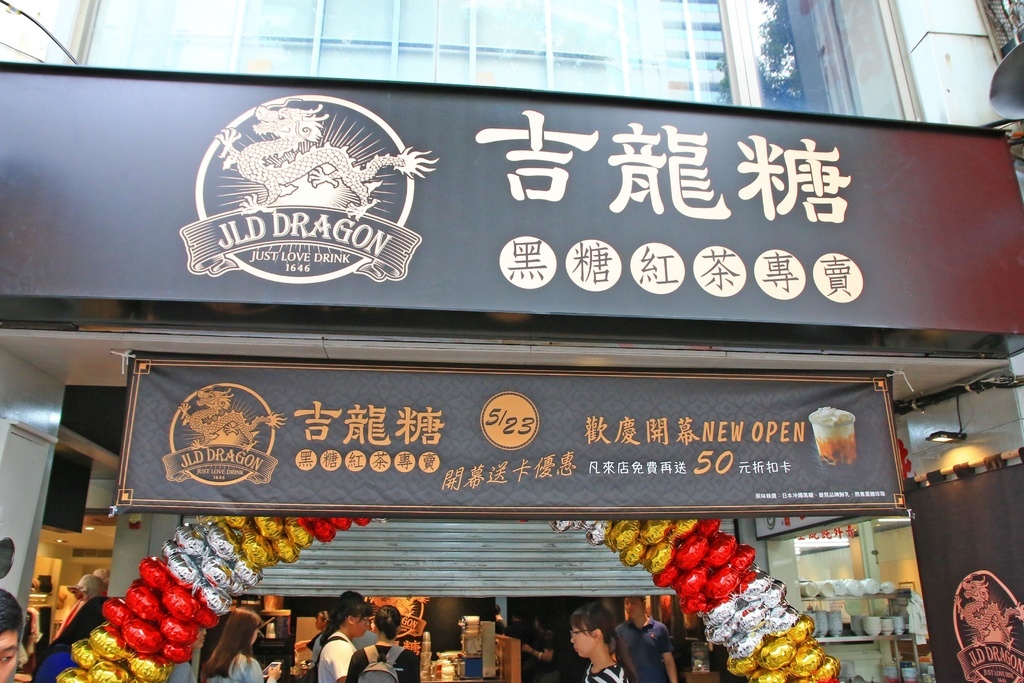 JLD DRAGON
JUST LOVE DRINK
1646
吉龍糖
黑糖紅茶專賣
JLD DRAGON
JUST LOVE DRINK
1646
吉龍糖
黑糖紅茶專賣
5/23
開幕送卡優惠
歡慶開幕NEW OPEN
凡來店免費再送 50 元折扣卡
JLD DRAGON